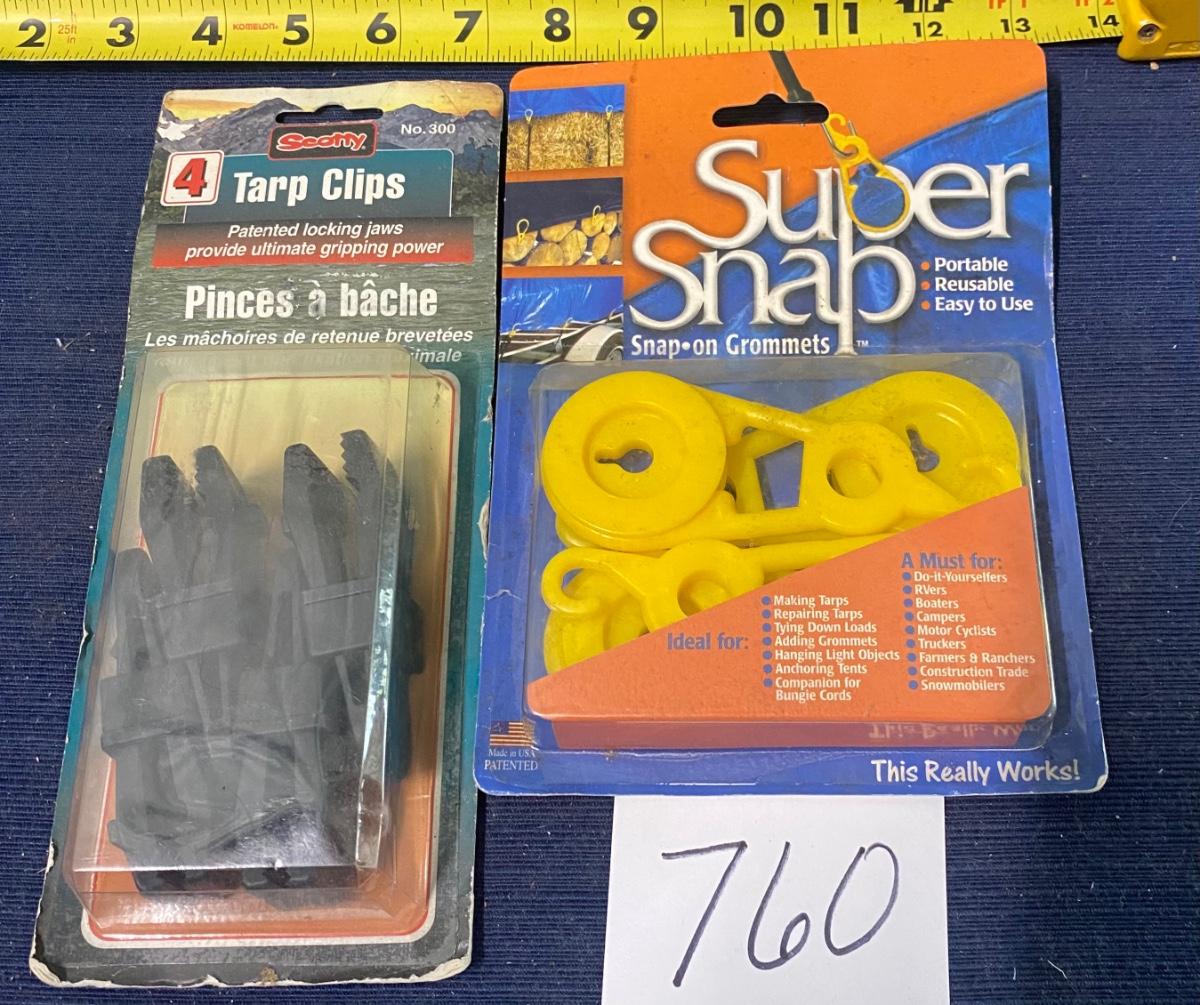 2 3 4 5 6 7 8 9 10 11 12 13 14
25ft
in
KOMELON
Scotty
No. 300
4
Tarp Clips
Patented locking jaws
provide ultimate gripping power
Pinces à bâche
Les mâchoires de retenue brevetées
Super
Snap
TM
Snap•on Grommets
• Portable
• Reusable
• Easy to Use
Ideal for:
• Making Tarps
• Repairing Tarps
• Tying Down Loads
• Adding Grommets
• Hanging Light Objects
• Anchoring Tents
• Companion for
Bungie Cords
A Must for:
• Do-it-Yourselfers
• RVers
• Boaters
• Campers
• Motor Cyclists
• Truckers
• Farmers & Ranchers
• Construction Trade
• Snowmobilers
Made in USA
PATENTED
This Really Works!
760